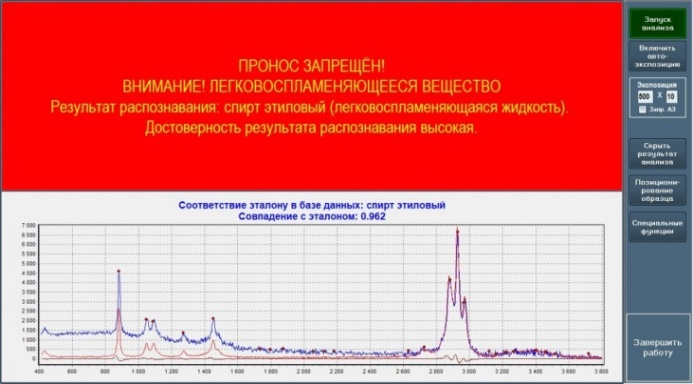 ПРОНОС ЗАПРЕЩЁН!
ВНИМАНИЕ! ЛЕГКОВОСПЛАМЕНЯЮЩЕЕСЯ ВЕЩЕСТВО
Результат распознавания: спирт этиловый (легковоспламеняющаяся жидкость).
Достоверность результата распознавания высокая.
Соответствие эталону в базе данных: спирт этиловый
Совпадение с эталоном: 0.962
7 000
6 500
6 000
5 500
5 000
4 500
4 000
3 500
3 000
2 500
2 000
1 500
1 000
500
0
400 600 800 1 000 1 200 1 400 1 600 1 800 2 000 2 200 2 400 2 600 2 800 3 000 3 200 3 400 3 600 3 800
Запуск
анализа
Включить
авто-
экспозицию
Экспозиция
500 X 10
Запр. АЭ
Скрыть
результат
анализа
Позициони-
рование
образца
Специальные
функции
Завершить
работу